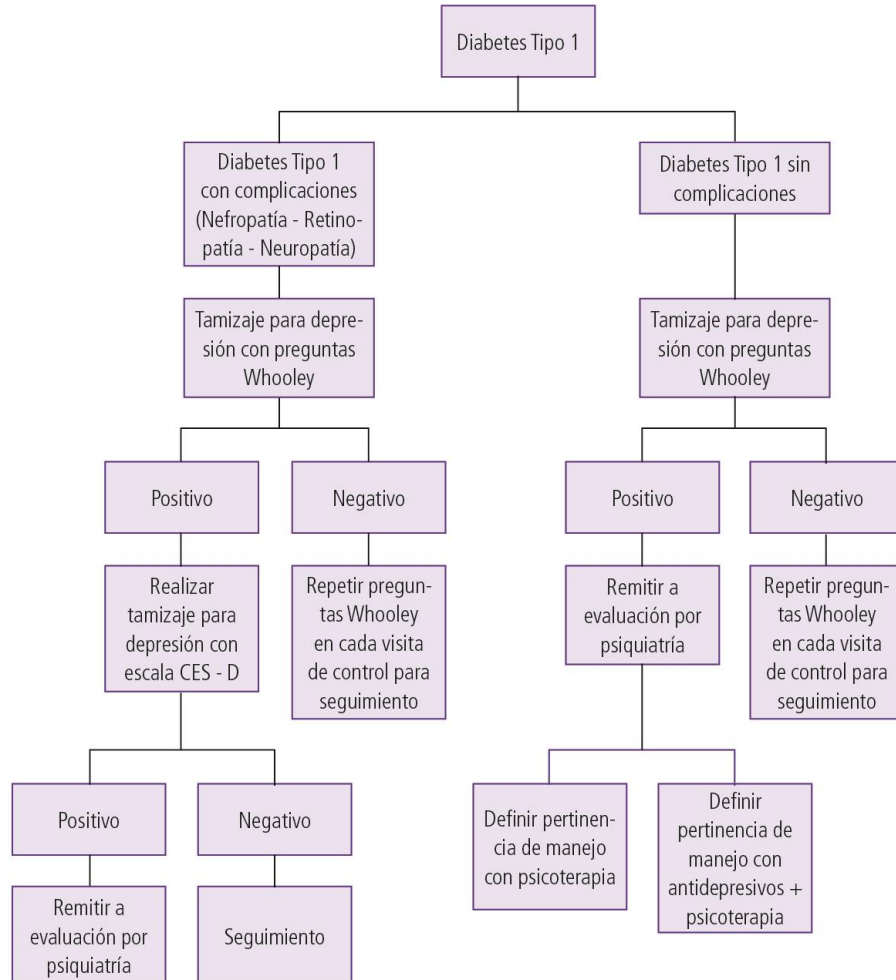 Diabetes Tipo 1
Diabetes Tipo 1
con complicaciones
(Nefropatía - Retino-
patía - Neuropatía)
Diabetes Tipo 1 sin
complicaciones
Tamizaje para depre-
sión con preguntas
Whooley
Tamizaje para depre-
sión con preguntas
Whooley
Positivo
Negativo
Positivo
Negativo
Realizar
tamizaje para
depresión con
escala CES - D
Repetir pregun-
tas Whooley
en cada visita
de control para
seguimiento
Remitir a
evaluación por
psiquiatría
Repetir pregun-
tas Whooley
en cada visita
de control para
seguimiento
Positivo
Negativo
Definir pertinen-
cia de manejo
con psicoterapia
Definir
pertinencia de
manejo con
antidepresivos +
psicoterapia
Remitir a
evaluación por
psiquiatría
Seguimiento